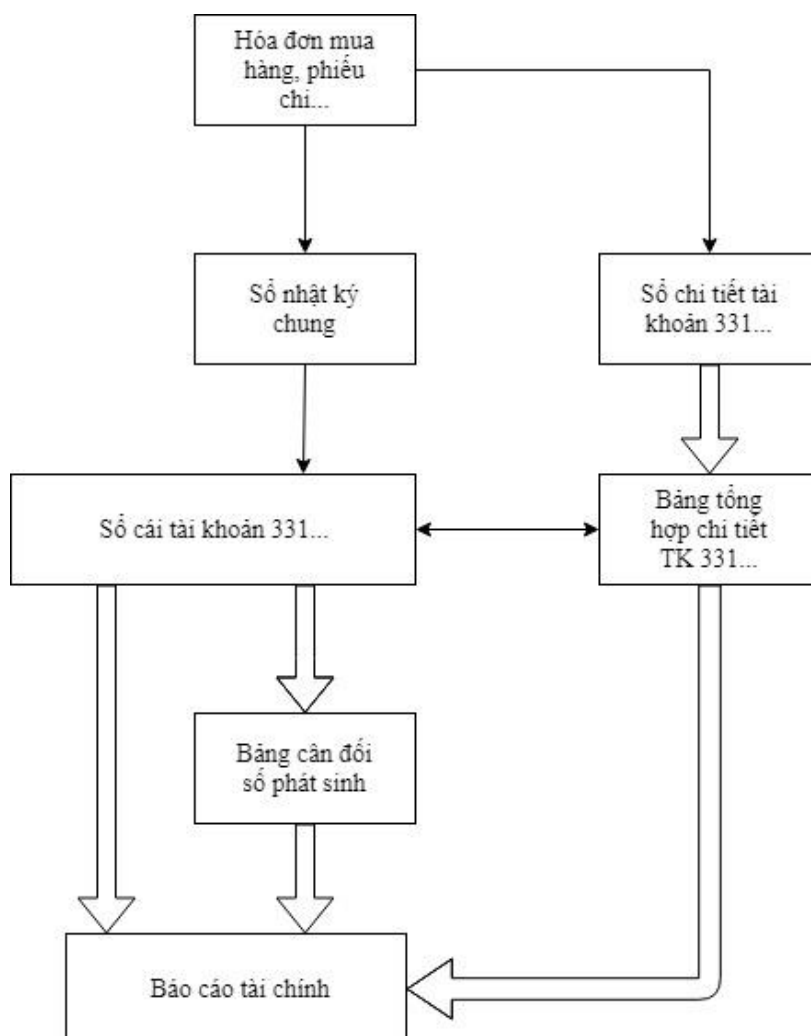 Hóa đơn mua
hàng, phiếu
chi...
Sổ nhật ký
chung
Sổ chi tiết tài
khoản 331...
Sổ cái tài khoản 331...
Bảng tổng
hợp chi tiết
TK 331...
Bảng cân đối
số phát sinh
Báo cáo tài chính